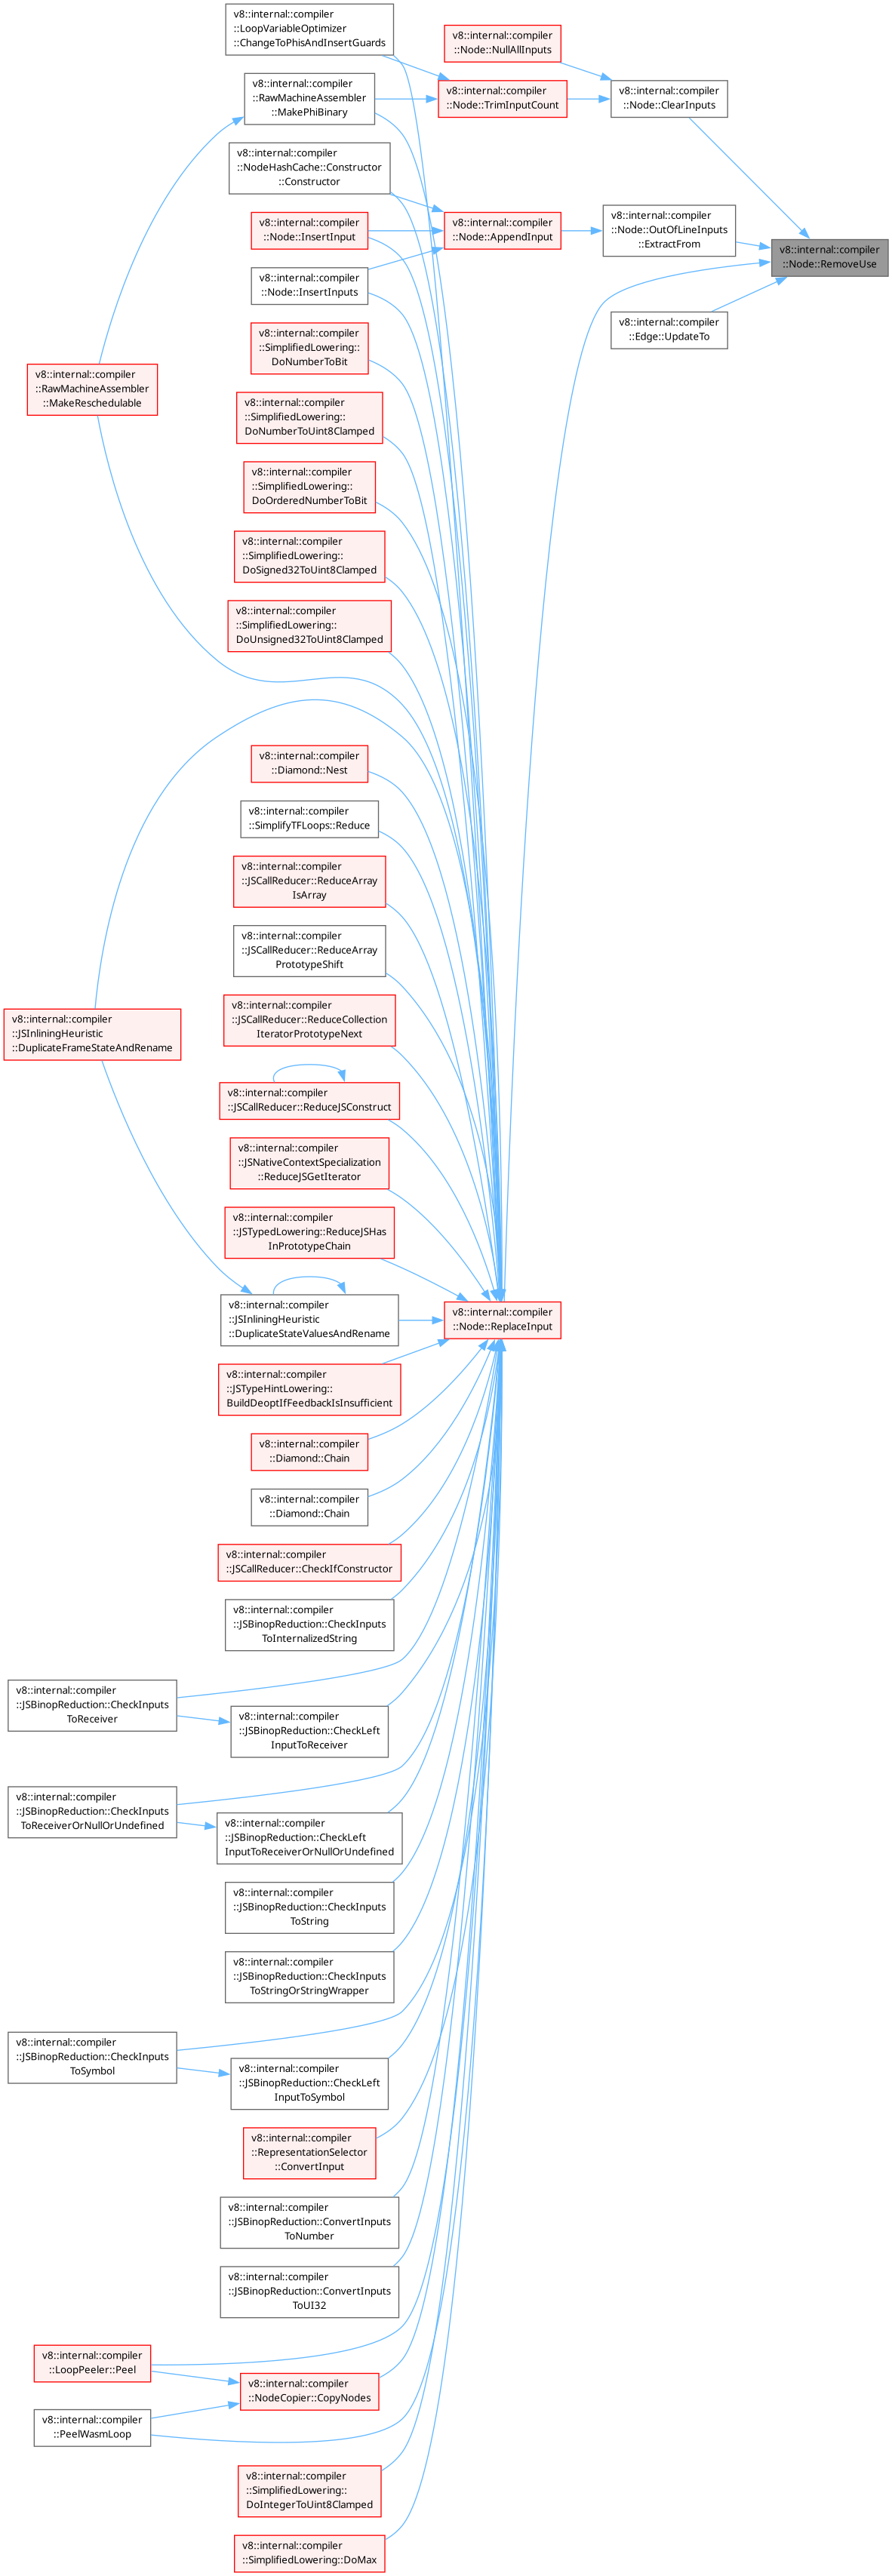 v8::internal::compiler
::LoopVariableOptimizer
::ChangeToPhisAndInsertGuards
v8::internal::compiler
::Node::NullAllInputs
v8::internal::compiler
::RawMachineAssembler
::MakePhiBinary
v8::internal::compiler
::Node::TrimInputCount
v8::internal::compiler
::Node::ClearInputs
v8::internal::compiler
::NodeHashCache::Constructor
::Constructor
v8::internal::compiler
::Node::InsertInput
v8::internal::compiler
::Node::AppendInput
v8::internal::compiler
::Node::OutOfLineInputs
::ExtractFrom
v8::internal::compiler
::Node::RemoveUse
v8::internal::compiler
::Node::InsertInputs
v8::internal::compiler
::Edge::UpdateTo
v8::internal::compiler
::SimplifiedLowering::
DoNumberToBit
v8::internal::compiler
::RawMachineAssembler
::MakeReschedulable
v8::internal::compiler
::SimplifiedLowering::
DoNumberToUint8Clamped
v8::internal::compiler
::SimplifiedLowering::
DoOrderedNumberToBit
v8::internal::compiler
::SimplifiedLowering::
DoSigned32ToUint8Clamped
v8::internal::compiler
::SimplifiedLowering::
DoUnsigned32ToUint8Clamped
v8::internal::compiler
::Diamond::Nest
v8::internal::compiler
::SimplifyTFLoops::Reduce
v8::internal::compiler
::JSCallReducer::ReduceArray
IsArray
v8::internal::compiler
::JSCallReducer::ReduceArray
PrototypeShift
v8::internal::compiler
::JSCallReducer::ReduceCollection
IteratorPrototypeNext
v8::internal::compiler
::JSInliningHeuristic
::DuplicateFrameStateAndRename
v8::internal::compiler
::JSCallReducer::ReduceJSConstruct
v8::internal::compiler
::JSNativeContextSpecialization
::ReduceJSGetIterator
v8::internal::compiler
::JSTypedLowering::ReduceJSHas
InPrototypeChain
v8::internal::compiler
::JSInliningHeuristic
::DuplicateStateValuesAndRename
v8::internal::compiler
::Node::ReplaceInput
v8::internal::compiler
::JSTypeHintLowering::
BuildDeoptIfFeedbackIsInsufficient
v8::internal::compiler
::Diamond::Chain
v8::internal::compiler
::Diamond::Chain
v8::internal::compiler
::JSCallReducer::CheckIfConstructor
v8::internal::compiler
::JSBinopReduction::CheckInputs
ToInternalizedString
v8::internal::compiler
::JSBinopReduction::CheckInputs
ToReceiver
v8::internal::compiler
::JSBinopReduction::CheckLeft
InputToReceiver
v8::internal::compiler
::JSBinopReduction::CheckInputs
ToReceiverOrNullOrUndefined
v8::internal::compiler
::JSBinopReduction::CheckLeft
InputToReceiverOrNullOrUndefined
v8::internal::compiler
::JSBinopReduction::CheckInputs
ToString
v8::internal::compiler
::JSBinopReduction::CheckInputs
ToStringOrStringWrapper
v8::internal::compiler
::JSBinopReduction::CheckInputs
ToSymbol
v8::internal::compiler
::JSBinopReduction::CheckLeft
InputToSymbol
v8::internal::compiler
::RepresentationSelector
::ConvertInput
v8::internal::compiler
::JSBinopReduction::ConvertInputs
ToNumber
v8::internal::compiler
::JSBinopReduction::ConvertInputs
ToUI32
v8::internal::compiler
::LoopPeeler::Peel
v8::internal::compiler
::NodeCopier::CopyNodes
v8::internal::compiler
::PeelWasmLoop
v8::internal::compiler
::SimplifiedLowering::
DoIntegerToUint8Clamped
v8::internal::compiler
::SimplifiedLowering::DoMax